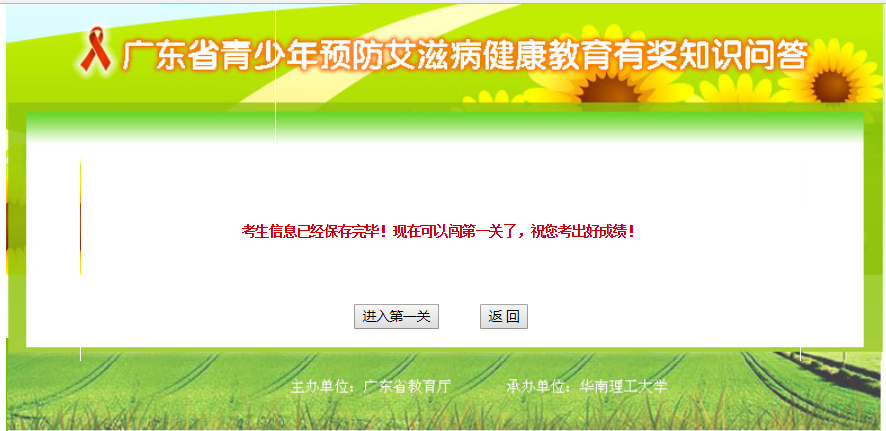 广东省青少年预防艾滋病健康教育有奖知识问答
考生信息已经保存完毕！现在可以闯第一关了，祝您考出好成绩！
进入第一关 返 回
主办单位：广东省教育厅 承办单位：华南理工大学